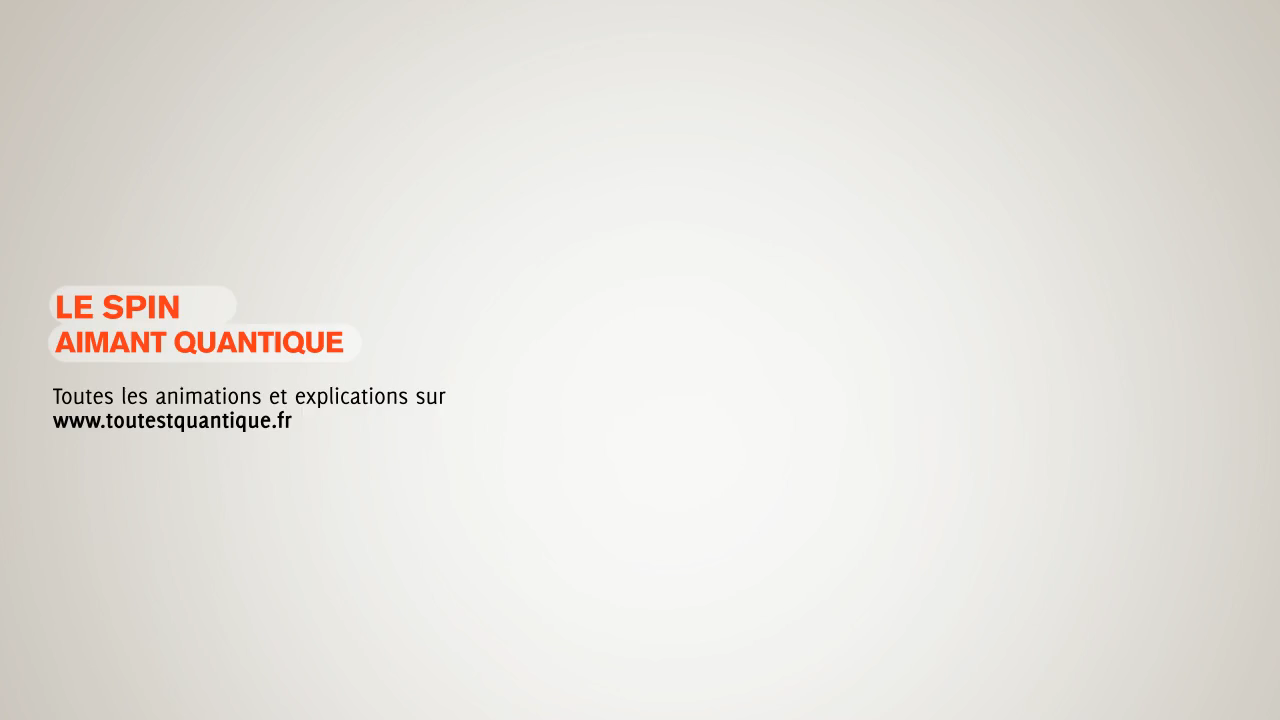 LE SPIN
AIMANT QUANTIQUE
Toutes les animations et explications sur
www.toutestquantique.fr